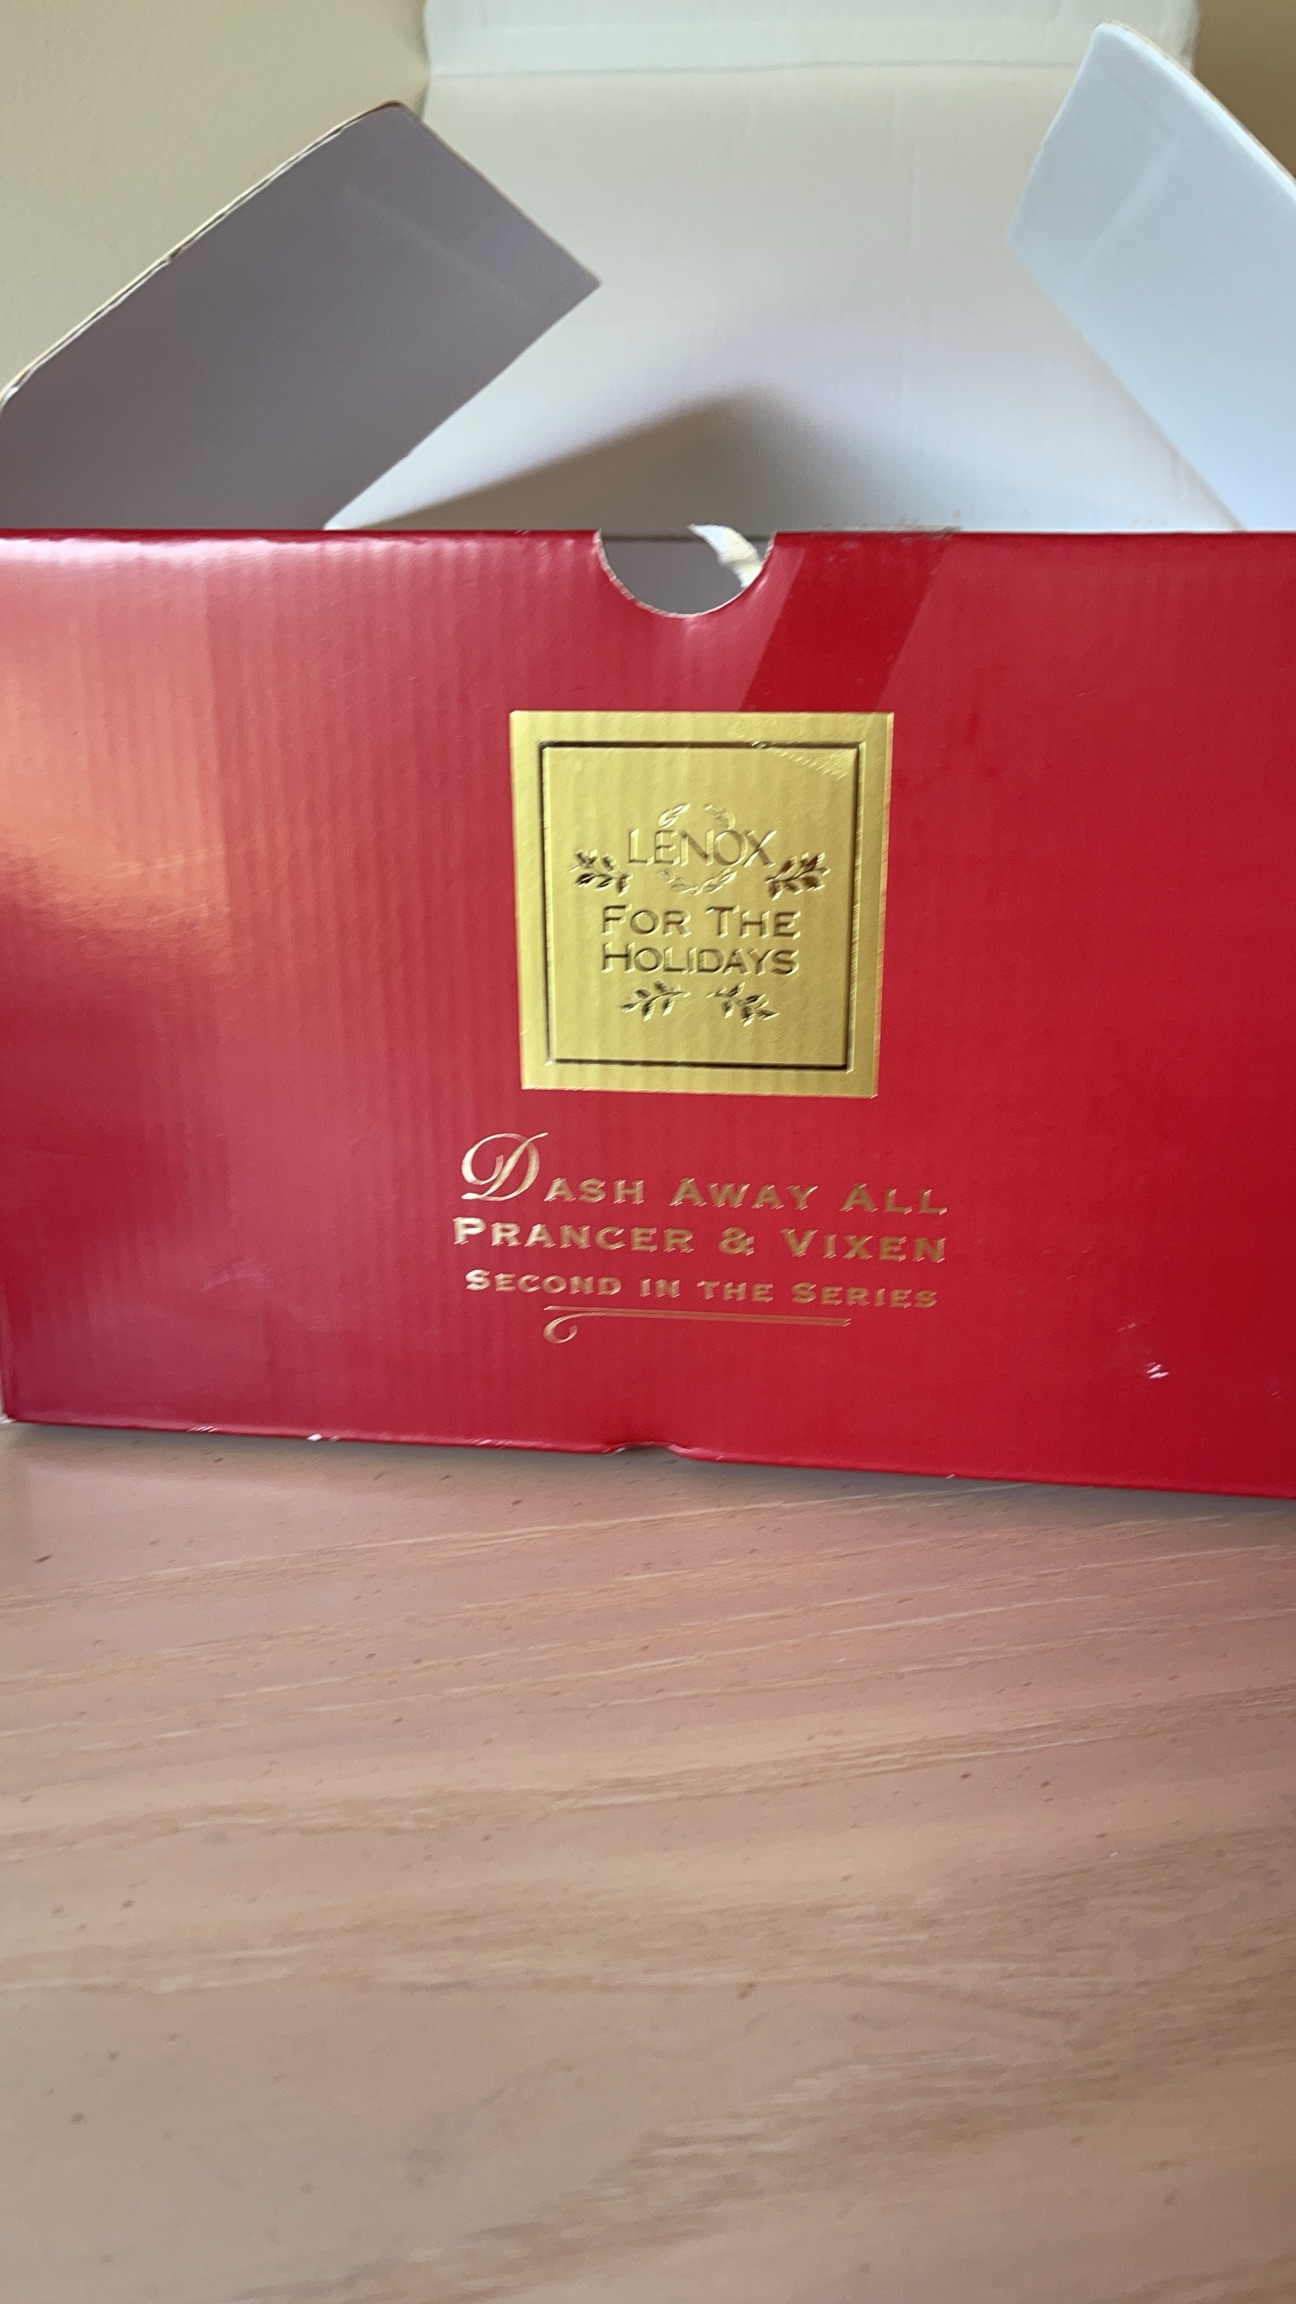 LENOX
FOR THE
HOLIDAYS
DASH AWAY ALL
PRANCER & VIXEN
SECOND IN THE SERIES